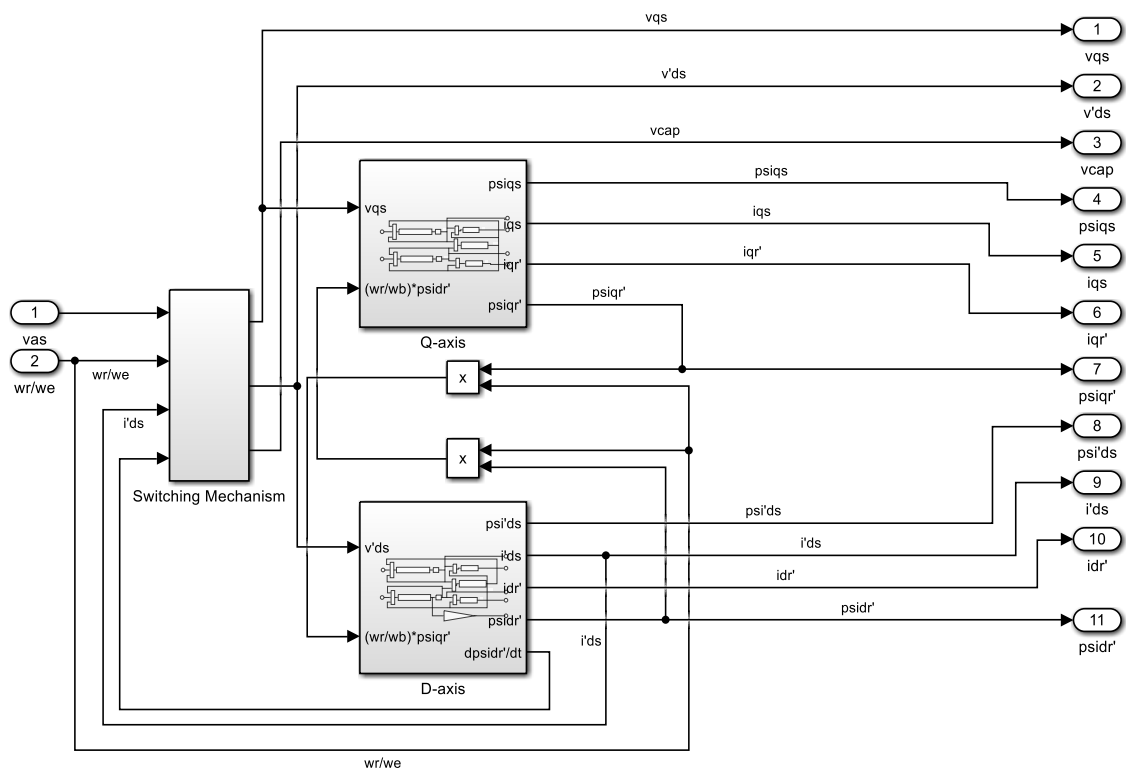 vqs
1
vqs
v'ds
2
v'ds
vcap
3
vcap
psiqs
psiqs
4
psiqs
vqs
iqs
iqs
5
iqs
iqr'
iqr'
6
iqr'
(wr/wb)*psidr'
psiqr'
psiqr'
Q-axis
1
vas
2
wr/we
wr/we
i'ds
x
7
psiqr'
x
8
psi'ds
Switching Mechanism
9
i'ds
psi'ds
psi'ds
v'ds
i'ds
i'ds
10
idr'
idr'
idr'
psidr'
psidr'
11
psidr'
(wr/wb)*psiqr'
i'ds
dpsidr'/dt
D-axis
wr/we